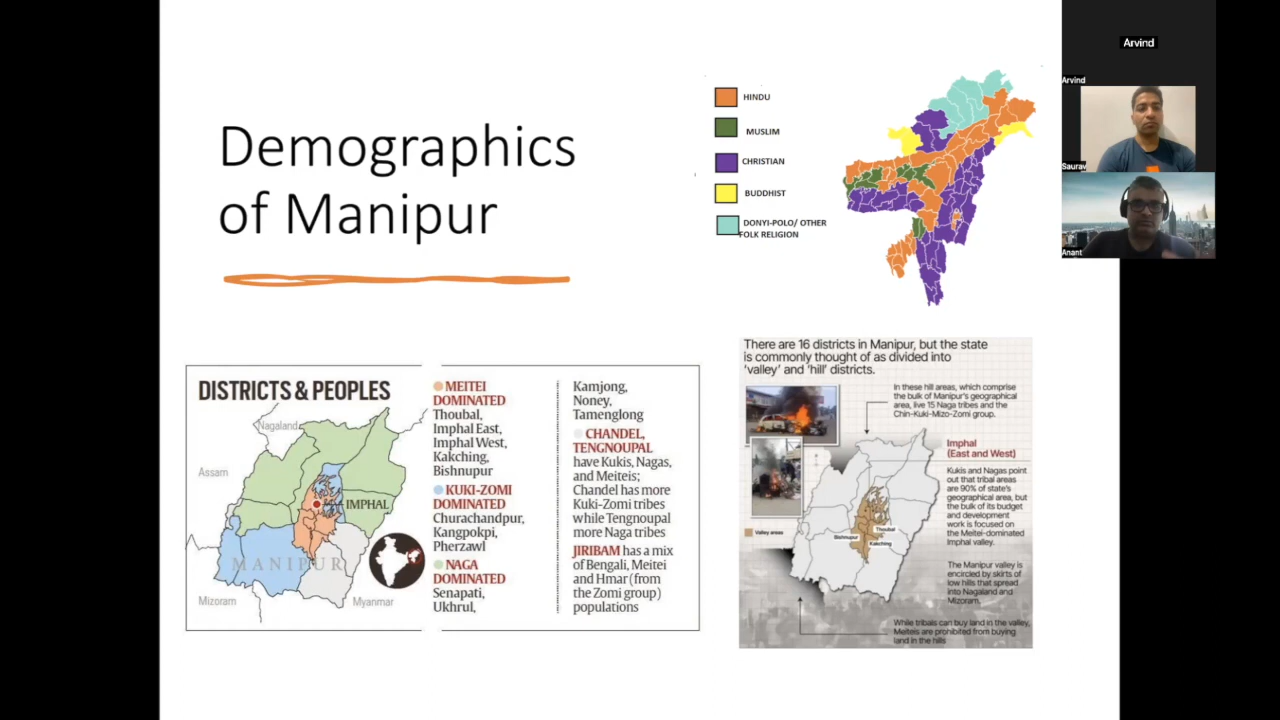 Demographics
of Manipur
HINDU
MUSLIM
CHRISTIAN
BUDDHIST
DONYI-POLO/ OTHER
FOLK RELIGION
Arvind
Arvind
Saurav
Anant
DISTRICTS & PEOPLES
Nagaland
Assam
IMPHAL
MANIPUR
Mizoram
Myanmar
MEITEI
DOMINATED
Thoubal,
Imphal East,
Imphal West,
Kakching,
Bishnupur
KUKI-ZOMI
DOMINATED
Churachandpur,
Kangpokpi,
Pherzawl
NAGA
DOMINATED
Senapati,
Ukhrul,
Kamjong,
Noney,
Tamenglong
CHANDEL,
TENGNOUPAL
have Kukis, Nagas,
and Meiteis;
Chandel has more
Kuki-Zomi tribes
while Tengnoupal
more Naga tribes
JIRIBAM has a mix
of Bengali, Meitei
and Hmar (from
the Zomi group)
populations
There are 16 districts in Manipur, but the state
is commonly thought of as divided into
'valley' and 'hill' districts.
In these hill areas, which comprise
the bulk of Manipur's geographical
area, live 15 Naga tribes and the
Chin-Kuki-Mizo-Zomi group.
Imphal
(East and West)
Kukis and Nagas point
out that tribal areas
are 90% of state's
geographical area, but
the bulk of its budget
and development
work is focused on
the Meitei-dominated
Imphal valley.
Valley areas
Thoubal
Bishnupur
Kakching
The Manipur valley is
encircled by skirts of
low hills that spread
into Nagaland and
Mizoram.
While tribals can buy land in the valley,
Meiteis are prohibited from buying
land in the hills